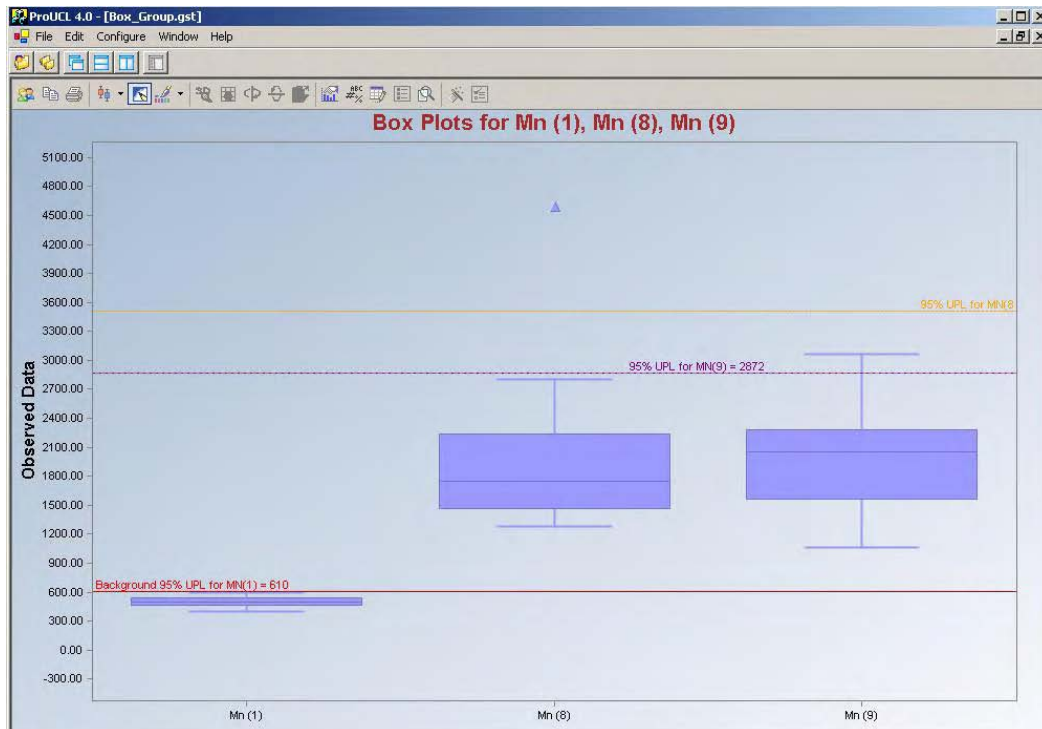 ProUCL 4.0 - [Box_Group.gst]
File Edit Configure Window Help
ABC
#%
Box Plots for Mn (1), Mn (8), Mn (9)
Observed Data
5100.00
4800.00
4500.00
4200.00
3900.00
3600.00
3300.00
3000.00
2700.00
2400.00
2100.00
1800.00
1500.00
1200.00
900.00
600.00
300.00
0.00
-300.00
95% UPL for MN(8
95% UPL for MN(9) = 2872
Background 95% UPL for MN(1) = 610
Mn (1)
Mn (8)
Mn (9)